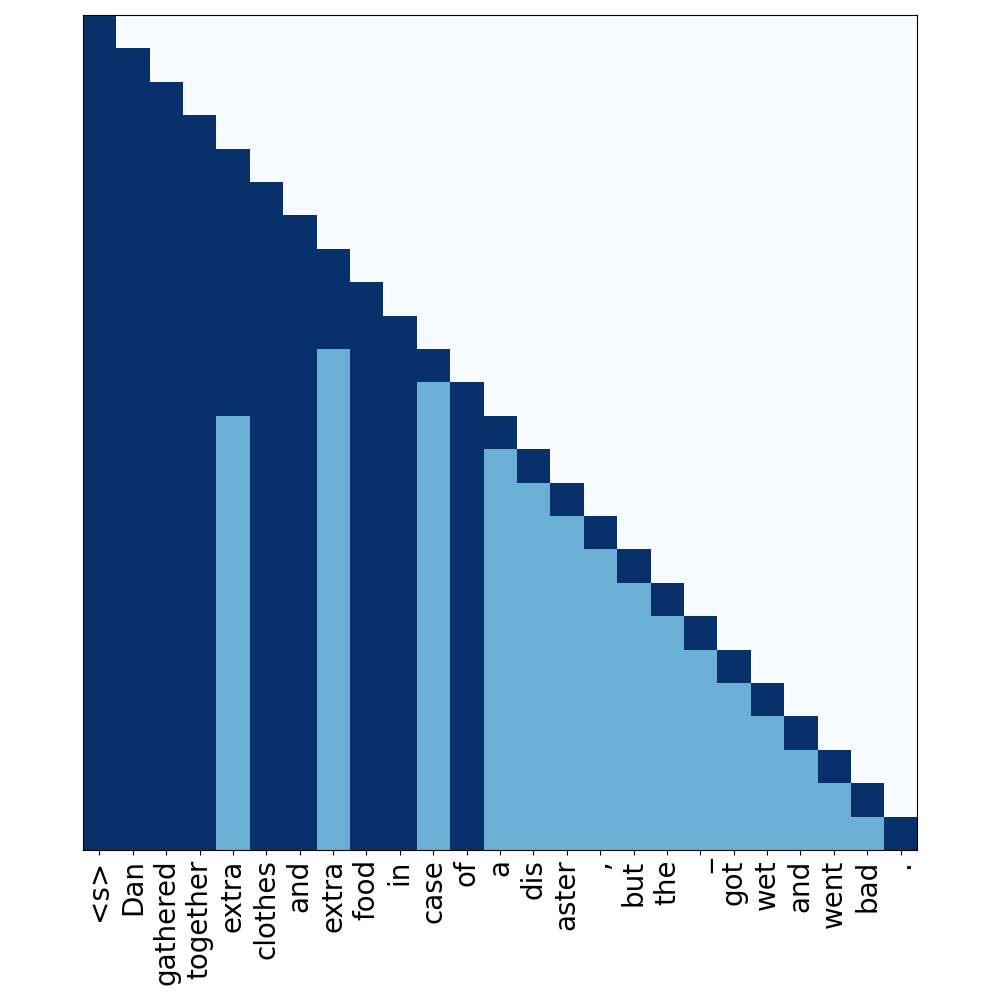 <s> Dan gathered together extra clothes and extra food in case of a dis aster , but the _ got wet and went bad .